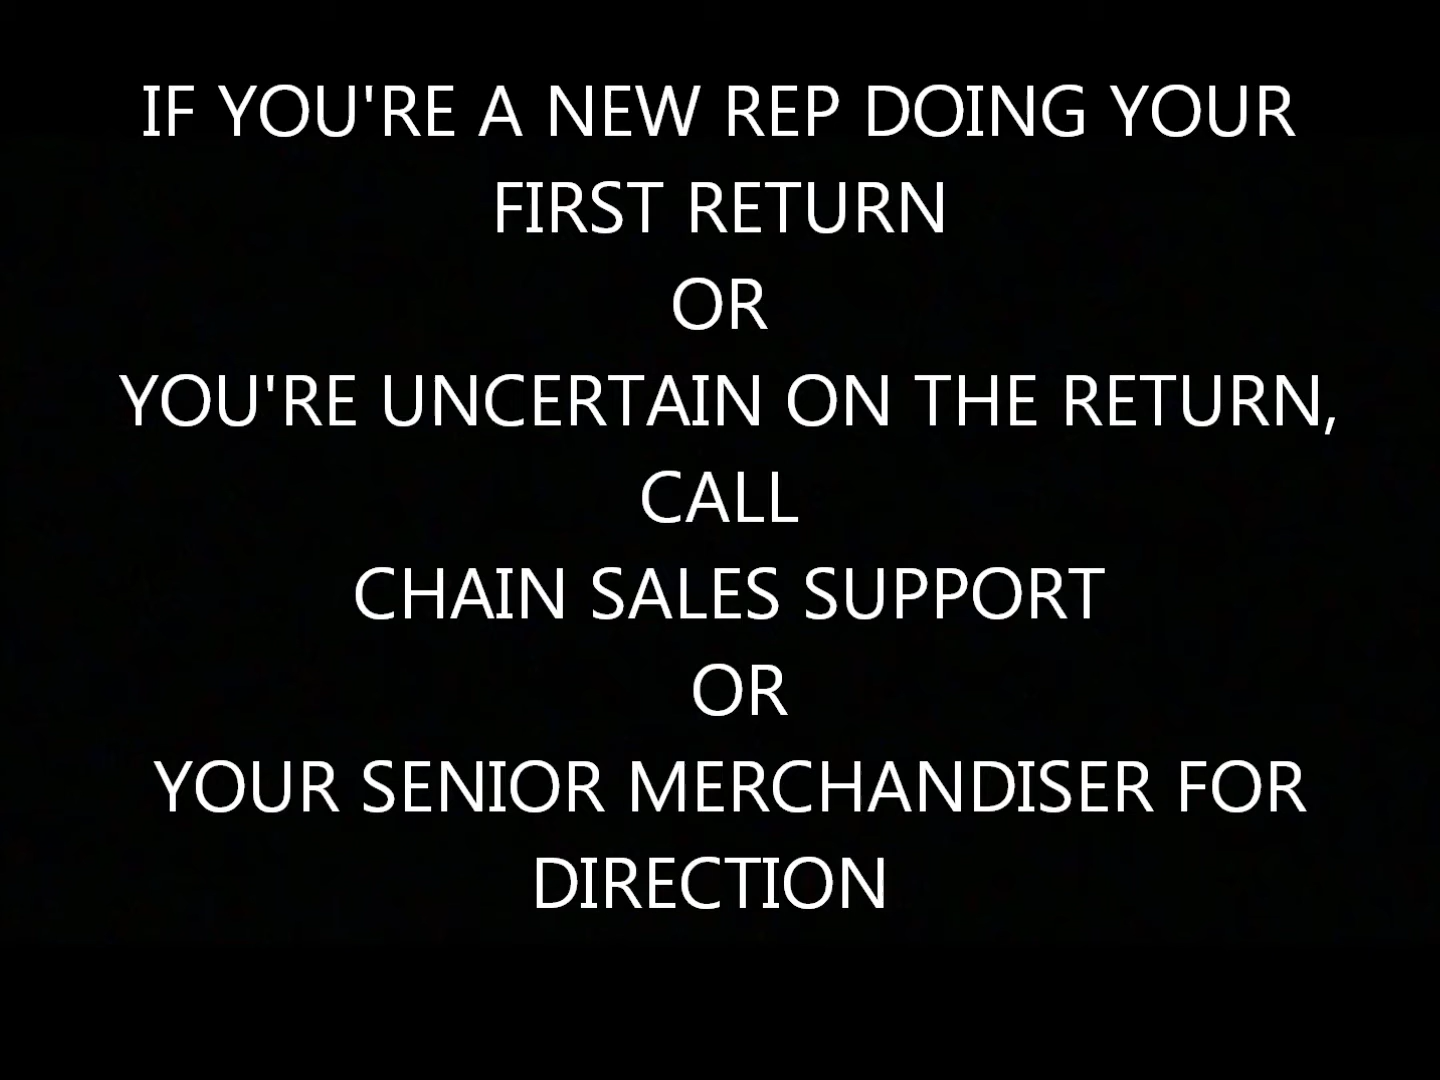 IF YOU'RE A NEW REP DOING YOUR
FIRST RETURN
OR
YOU'RE UNCERTAIN ON THE RETURN,
CALL
CHAIN SALES SUPPORT
OR
YOUR SENIOR MERCHANDISER FOR
DIRECTION